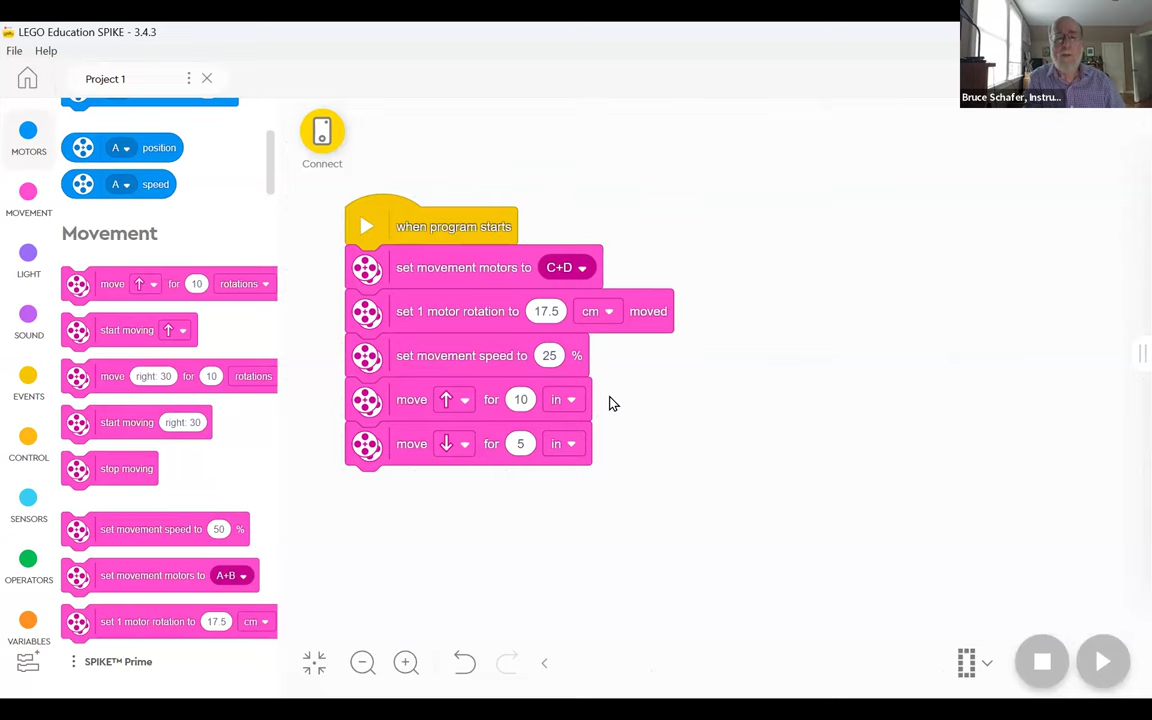 LEGO Education SPIKE - 3.4.3
File Help
Project 1
Bruce Schafer, Instru...
MOTORS
MOVEMENT
LIGHT
SOUND
EVENTS
CONTROL
SENSORS
OPERATORS
VARIABLES
A position
A speed
Movement
move for 10 rotations
start moving
move right: 30 for 10 rotations
start moving right: 30
stop moving
set movement speed to 50 %
set movement motors to A+B
set 1 motor rotation to 17.5 cm
SPIKE™ Prime
Connect
when program starts
set movement motors to C+D
set 1 motor rotation to 17.5 cm moved
set movement speed to 25 %
move for 10 in
move for 5 in